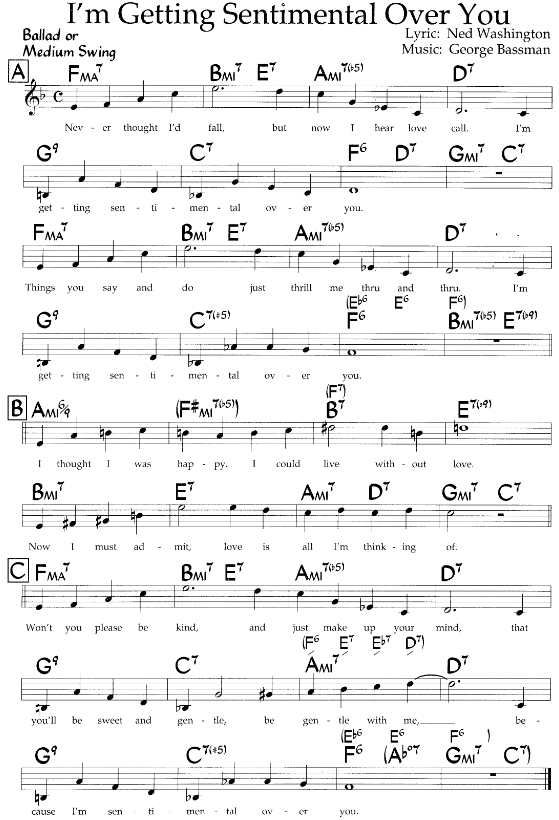 I'm Getting Sentimental Over You
Ballad or
Medium Swing
Lyric: Ned Washington
Music: George Bassman
A
FMA7 BMI7 E7 AMI7(b5) D7
Nev - er thought I'd fall, but now I hear love call. I'm
G9 C7 F6 D7 GMI7 C7
get - ting sen - ti - men - tal ov - er you.
FMA7 BMI7 E7 AMI7(b5) D7
Things you say and do just thrill me thru and thru. I'm
(Eb6 E6 F6)
G9 C7(#5) F6 BMI7(b5) E7(b9)
get - ting sen - ti - men - tal ov - er you.
(F7)
B
AMI6/9 (F#MI7(b5)) B7 E7(b9)
I thought I was hap - py. I could live with - out love.
BMI7 E7 AMI7 D7 GMI7 C7
Now I must ad - mit, love is all I'm think - ing of.
C
FMA7 BMI7 E7 AMI7(b5) D7
Won't you please be kind, and just make up your mind, that
(F6 E7 Eb7 D7)
G9 C7 AMI7 D7
you'll be sweet and gen - tle, be gen - tle with me, be -
(Eb6 E6 F6 )
G9 C7(#5) F6 (Abo7 GMI7 C7)
cause I'm sen - ti - men - tal ov - er you.